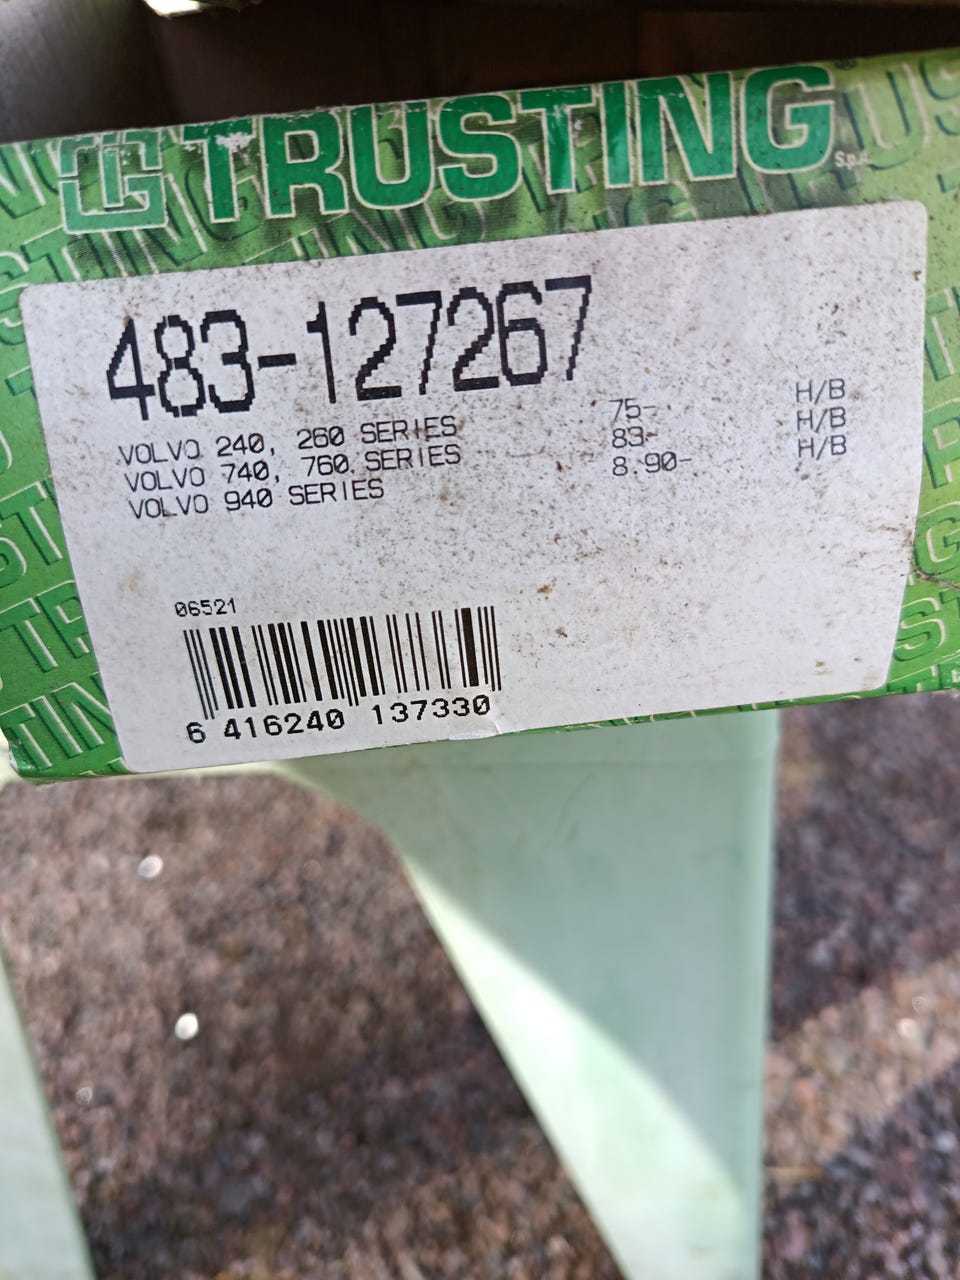 TRUSTING
S.p.A.
483-127267
VOLVO 240, 260 SERIES 75- H/B
VOLVO 740, 760 SERIES 83- H/B
VOLVO 940 SERIES 8.90- H/B
06521
6 416240 137330